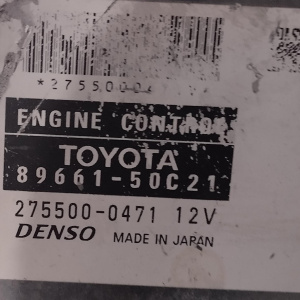 *2755000
ENGINE CONTROL
TOYOTA
89661-50C21
275500-0471 12V
DENSO MADE IN JAPAN